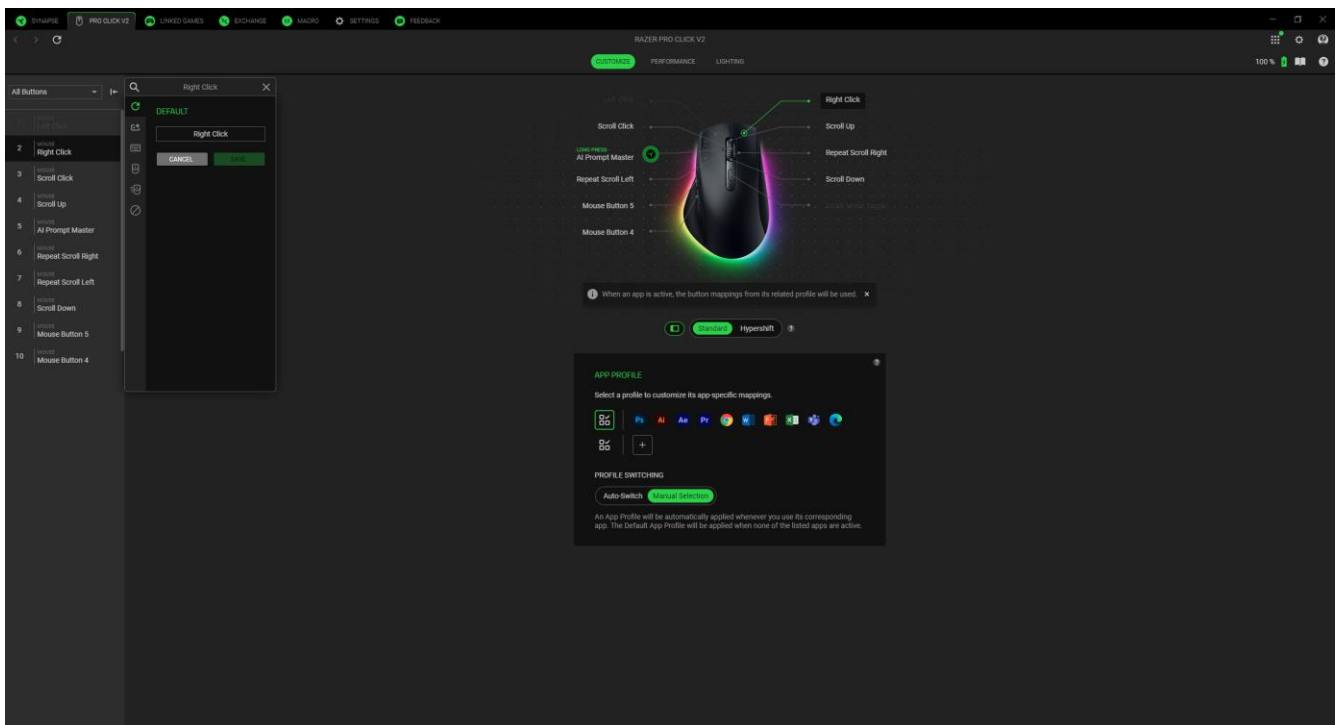 SYNAPSE
PRO CLICK V2
LINKED GAMES
EXCHANGE
MACRO
SETTINGS
FEEDBACK
RAZER PRO CLICK V2
CUSTOMIZE
PERFORMANCE
LIGHTING
100 %
All Buttons
MOUSE
Left Click
2
MOUSE
Right Click
3
MOUSE
Scroll Click
4
MOUSE
Scroll Up
5
MOUSE
AI Prompt Master
6
MOUSE
Repeat Scroll Right
7
MOUSE
Repeat Scroll Left
8
MOUSE
Scroll Down
9
MOUSE
Mouse Button 5
10
MOUSE
Mouse Button 4
Right Click
DEFAULT
Right Click
CANCEL
SAVE
Left Click
Scroll Click
LONG PRESS
AI Prompt Master
Repeat Scroll Left
Mouse Button 5
Mouse Button 4
Right Click
Scroll Up
Repeat Scroll Right
Scroll Down
When an app is active, the button mappings from its related profile will be used.
Standard
Hypershift
APP PROFILE
Select a profile to customize its app-specific mappings.
Ps
Ai
Ae
Pr
PROFILE SWITCHING
Auto-Switch
Manual Selection
An App Profile will be automatically applied whenever you use its corresponding
app. The Default App Profile will be applied when none of the listed apps are active.